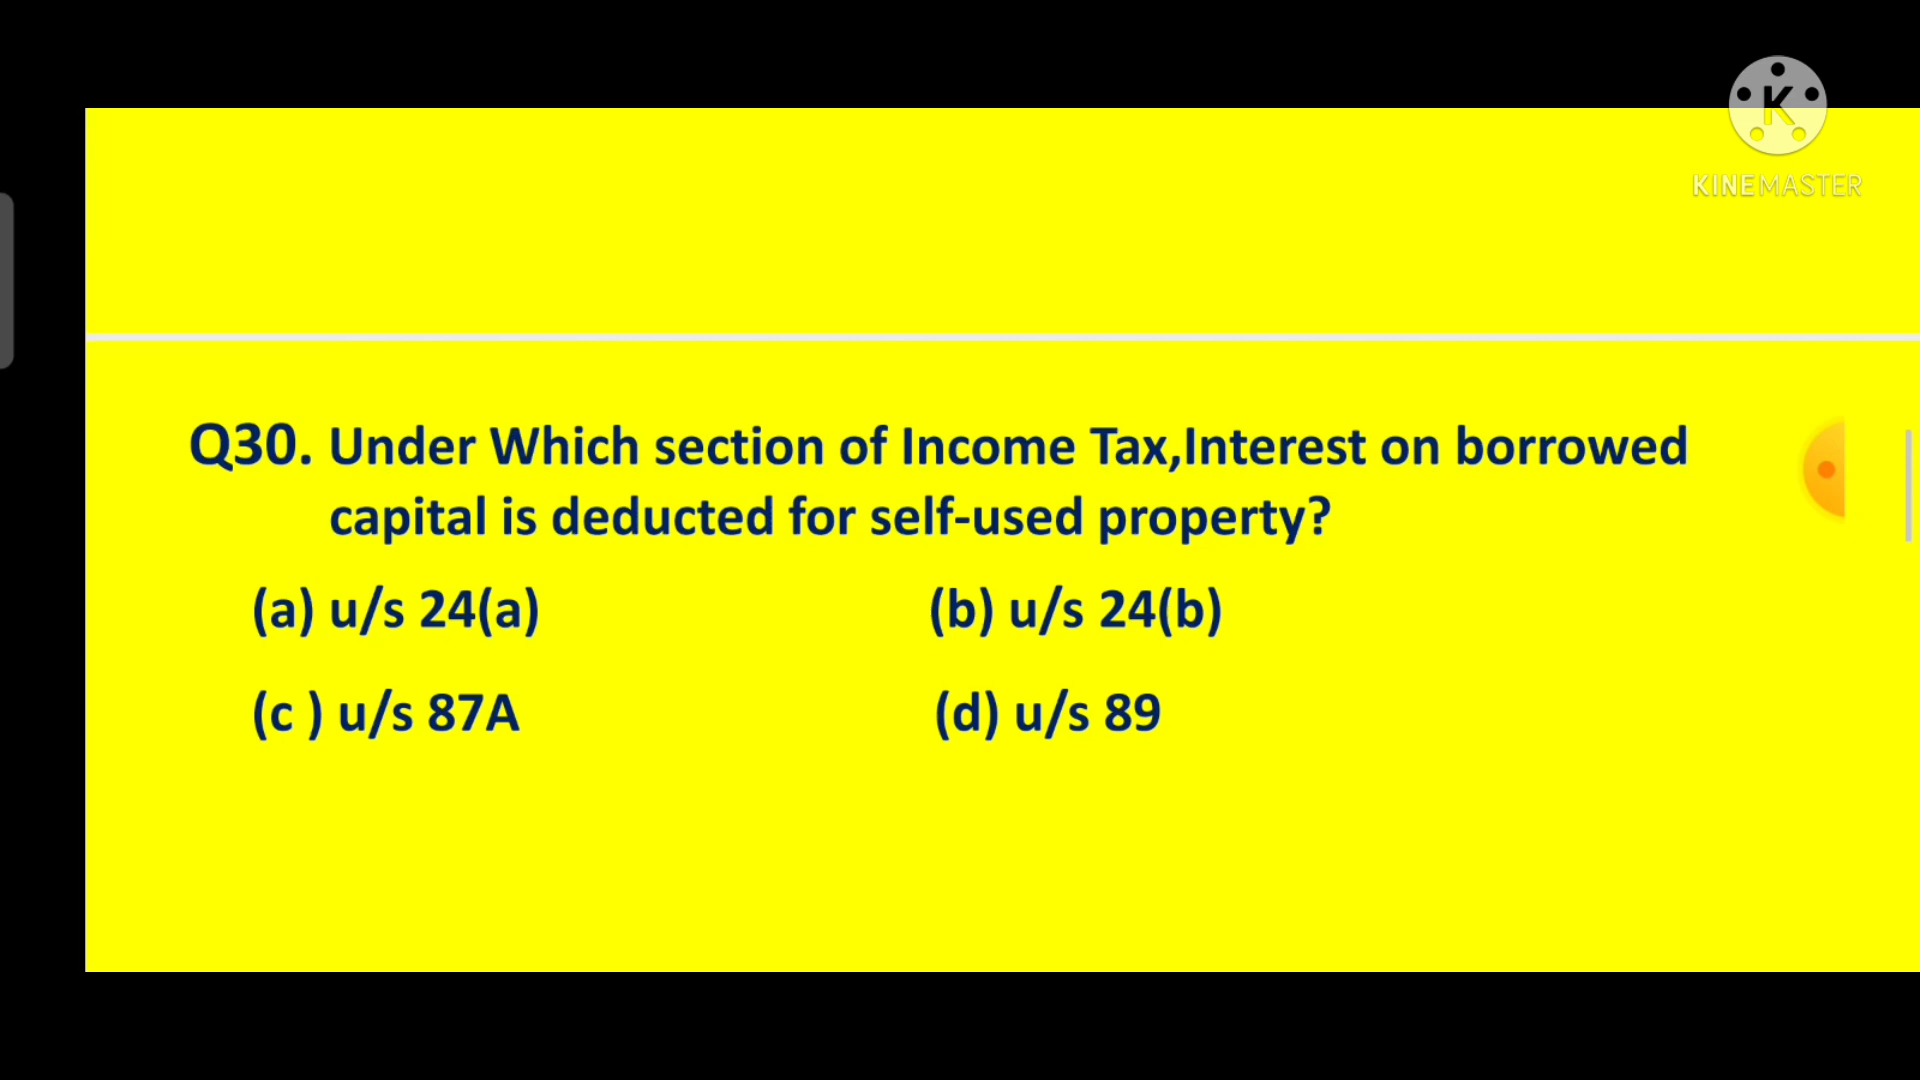 K
KINEMASTER
Q30. Under Which section of Income Tax,Interest on borrowed
capital is deducted for self-used property?
(a) u/s 24(a) (b) u/s 24(b)
(c ) u/s 87A (d) u/s 89